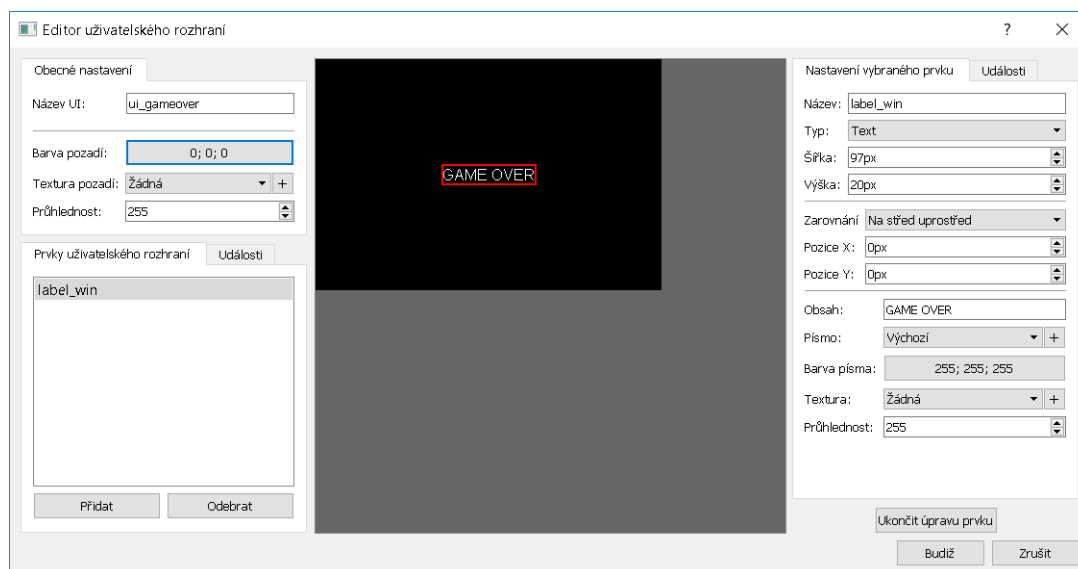 Editor uživatelského rozhraní
?
Obecné nastavení
Název UI: ui_gameover
Barva pozadí: 0; 0; 0
Textura pozadí: Žádná +
Průhlednost: 255
Prvky uživatelského rozhraní Události
label_win
Přidat Odebrat
GAME OVER
Nastavení vybraného prvku Události
Název: label_win
Typ: Text
Šířka: 97px
Výška: 20px
Zarovnání Na střed uprostřed
Pozice X: 0px
Pozice Y: 0px
Obsah: GAME OVER
Písmo: Výchozí +
Barva písma: 255; 255; 255
Textura: Žádná +
Průhlednost: 255
Ukončit úpravu prvku
Budiž Zrušit